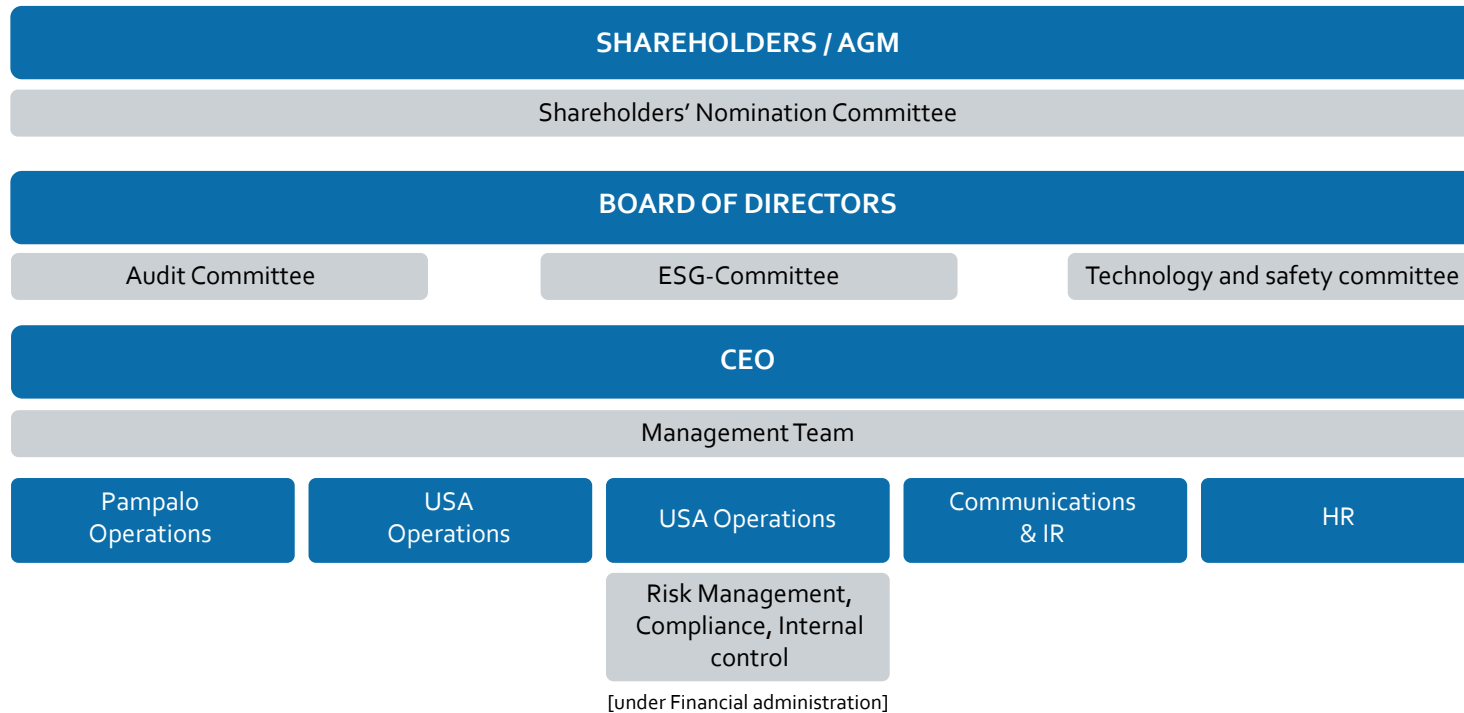 SHAREHOLDERS / AGM
Shareholders’ Nomination Committee
BOARD OF DIRECTORS
Audit Committee
ESG-Committee
Technology and safety committee
CEO
Management Team
Pampalo
Operations
USA
Operations
USA Operations
Communications
& IR
HR
Risk Management,
Compliance, Internal
control
[under Financial administration]